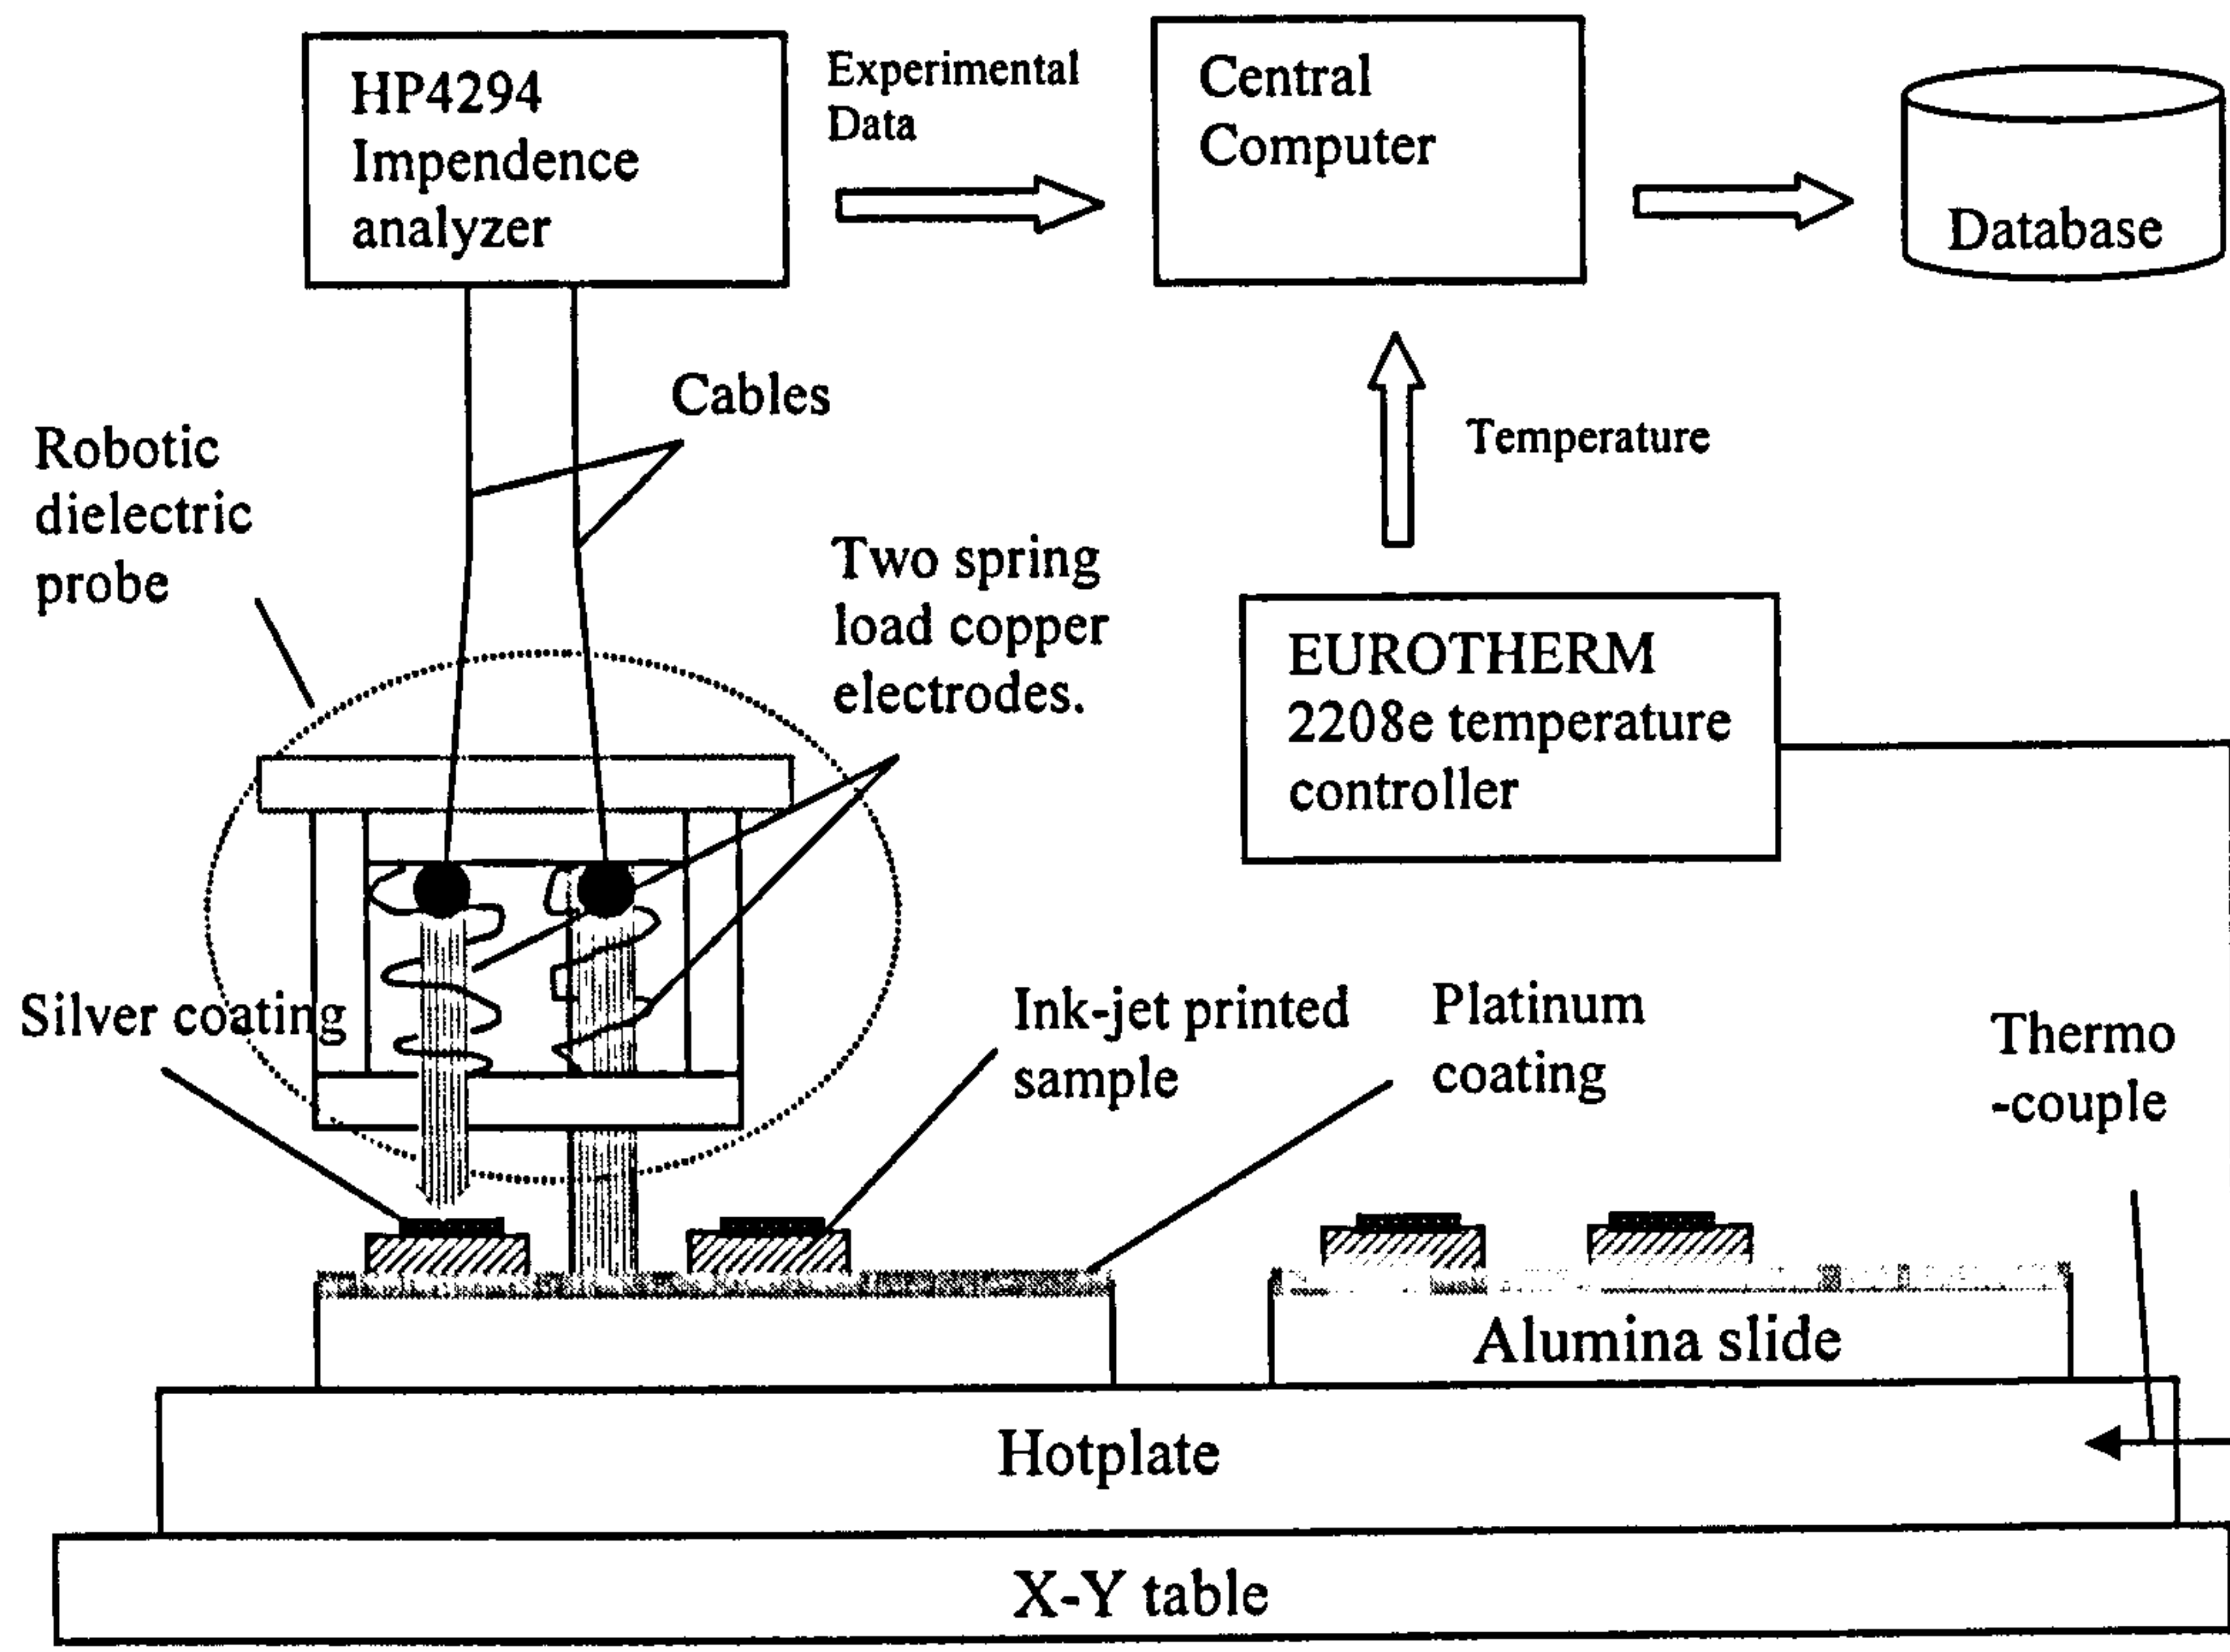 HP4294
Impendence
analyzer
Experimental
Data
Central
Computer
Database
Cables
Robotic
dielectric
probe
Temperature
Two spring
load copper
electrodes.
EUROTHERM
2208e temperature
controller
Silver coating
Ink-jet printed
sample
Platinum
coating
Thermo
-couple
Alumina slide
Hotplate
X-Y table